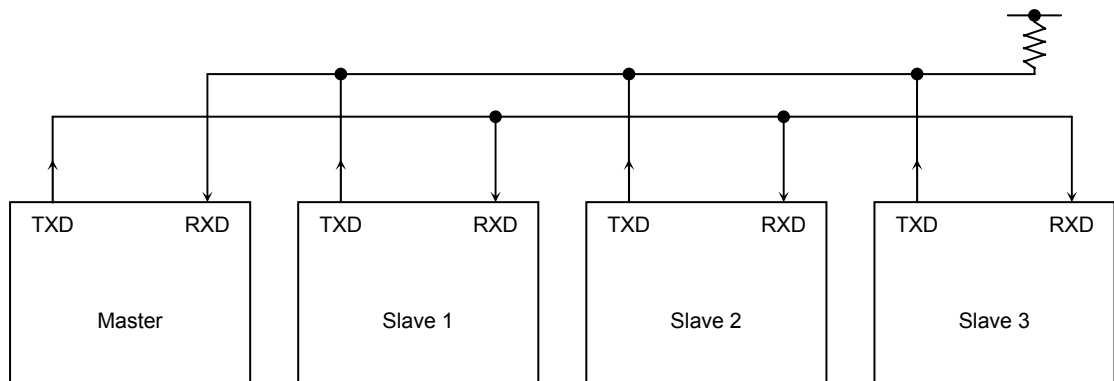 TXD RXD TXD RXD TXD RXD TXD RXD
Master Slave 1 Slave 2 Slave 3